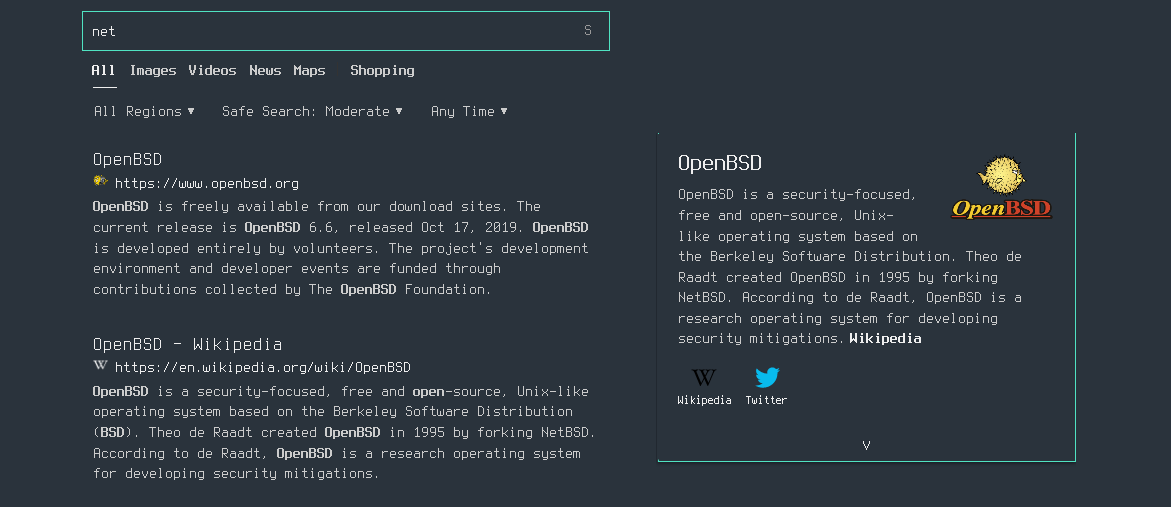 net S
All Images Videos News Maps Shopping
All Regions ▼ Safe Search: Moderate ▼ Any Time ▼
OpenBSD
https://www.openbsd.org
OpenBSD is freely available from our download sites. The
current release is OpenBSD 6.6, released Oct 17, 2019. OpenBSD
is developed entirely by volunteers. The project's development
environment and developer events are funded through
contributions collected by The OpenBSD Foundation.
OpenBSD - Wikipedia
W https://en.wikipedia.org/wiki/OpenBSD
OpenBSD is a security-focused, free and open-source, Unix-like
operating system based on the Berkeley Software Distribution
(BSD). Theo de Raadt created OpenBSD in 1995 by forking NetBSD.
According to de Raadt, OpenBSD is a research operating system
for developing security mitigations.
OpenBSD
OpenBSD
OpenBSD is a security-focused,
free and open-source, Unix-
like operating system based on
the Berkeley Software Distribution. Theo de
Raadt created OpenBSD in 1995 by forking
NetBSD. According to de Raadt, OpenBSD is a
research operating system for developing
security mitigations. Wikipedia
W
Wikipedia Twitter
V